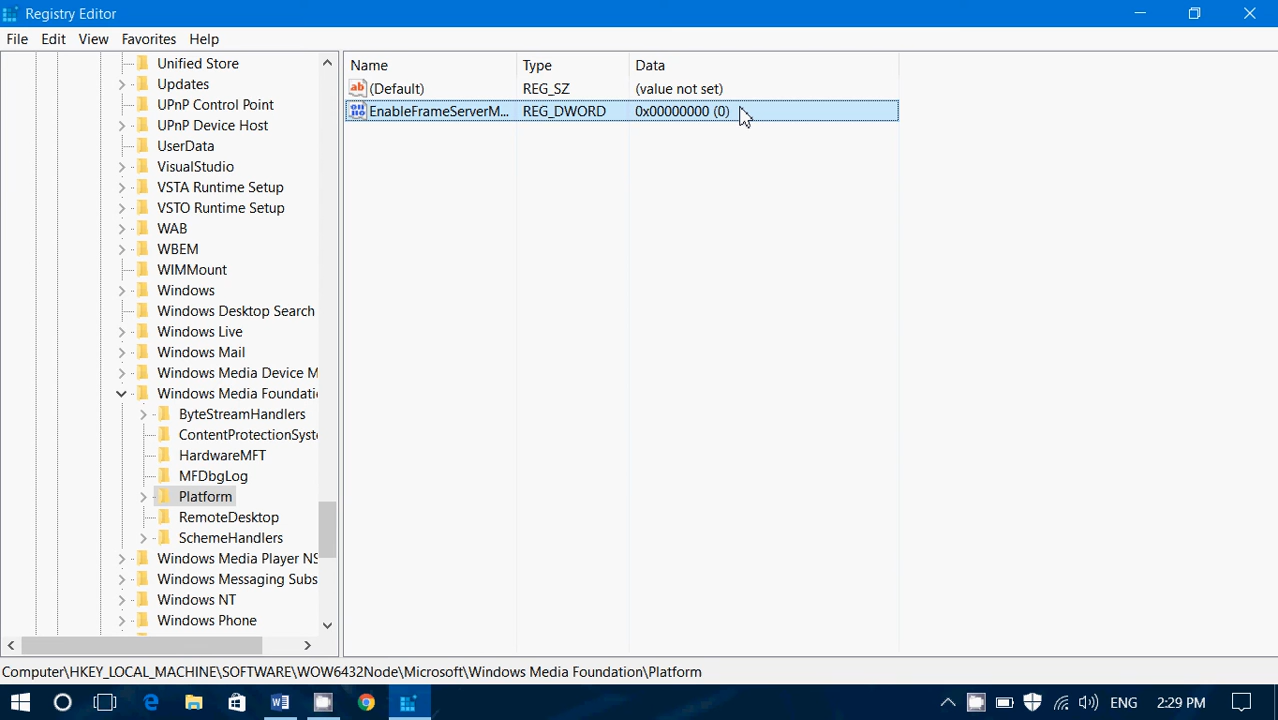 Registry Editor
File Edit View Favorites Help
Unified Store
Updates
UPnP Control Point
UPnP Device Host
UserData
VisualStudio
VSTA Runtime Setup
VSTO Runtime Setup
WAB
WBEM
WIMMount
Windows
Windows Desktop Search
Windows Live
Windows Mail
Windows Media Device M
Windows Media Foundati
ByteStreamHandlers
ContentProtectionSyste
HardwareMFT
MFDbgLog
Platform
RemoteDesktop
SchemeHandlers
Windows Media Player NS
Windows Messaging Subs
Windows NT
Windows Phone
Name Type Data
ab (Default) REG_SZ (value not set)
EnableFrameServerM... REG_DWORD 0x00000000 (0)
Computer\HKEY_LOCAL_MACHINE\SOFTWARE\WOW6432Node\Microsoft\Windows Media Foundation\Platform
ENG 2:29 PM